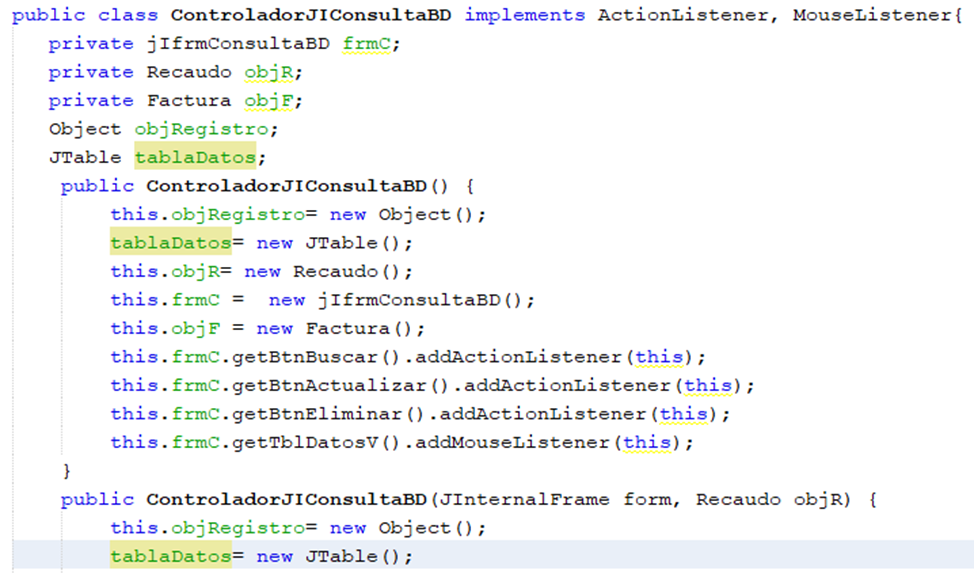 public class ControladorJIConsultaBD implements ActionListener, MouseListener{
private jIfrmConsultaBD frmC;
private Recaudo objR;
private Factura objF;
Object objRegistro;
JTable tablaDatos;
public ControladorJIConsultaBD() {
this.objRegistro= new Object();
tablaDatos= new JTable();
this.objR= new Recaudo();
this.frmC =  new jIfrmConsultaBD();
this.objF = new Factura();
this.frmC.getBtnBuscar().addActionListener(this);
this.frmC.getBtnActualizar().addActionListener(this);
this.frmC.getBtnEliminar().addActionListener(this);
this.frmC.getTblDatosV().addMouseListener(this);
}
public ControladorJIConsultaBD(JInternalFrame form, Recaudo objR) {
this.objRegistro= new Object();
tablaDatos= new JTable();